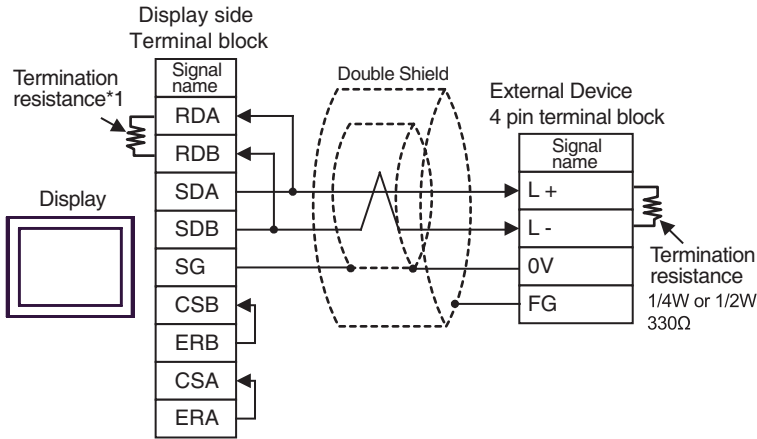 Display side
Terminal block
Termination
resistance*1
Signal
name
RDA
RDB
SDA
SDB
SG
CSB
ERB
CSA
ERA
Display
Double Shield
External Device
4 pin terminal block
Signal
name
L +
L -
0V
FG
Termination
resistance
1/4W or 1/2W
330Ω